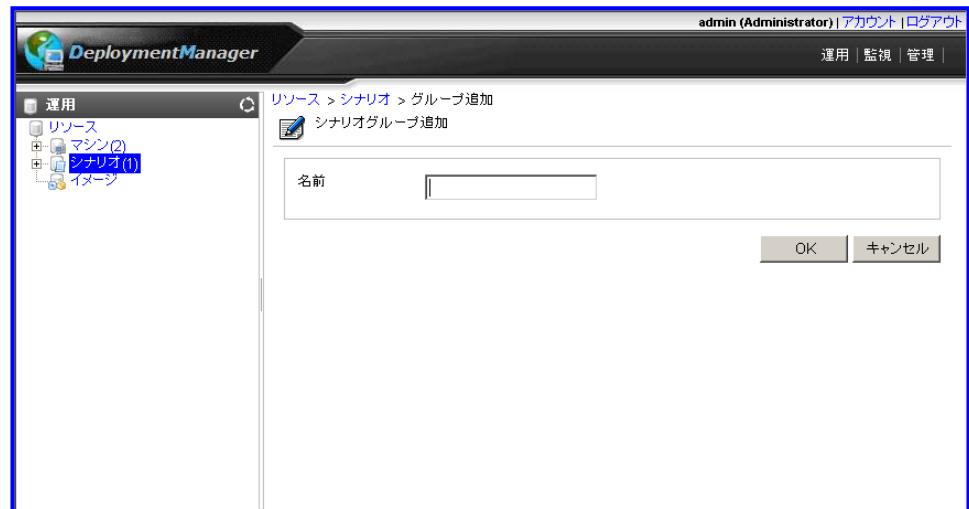 admin (Administrator) | アカウント | ログアウト
DeploymentManager
運用 | 監視 | 管理 |
運用
リソース
マシン(2)
シナリオ(1)
イメージ
リソース > シナリオ > グループ追加
シナリオグループ追加
名前
OK キャンセル